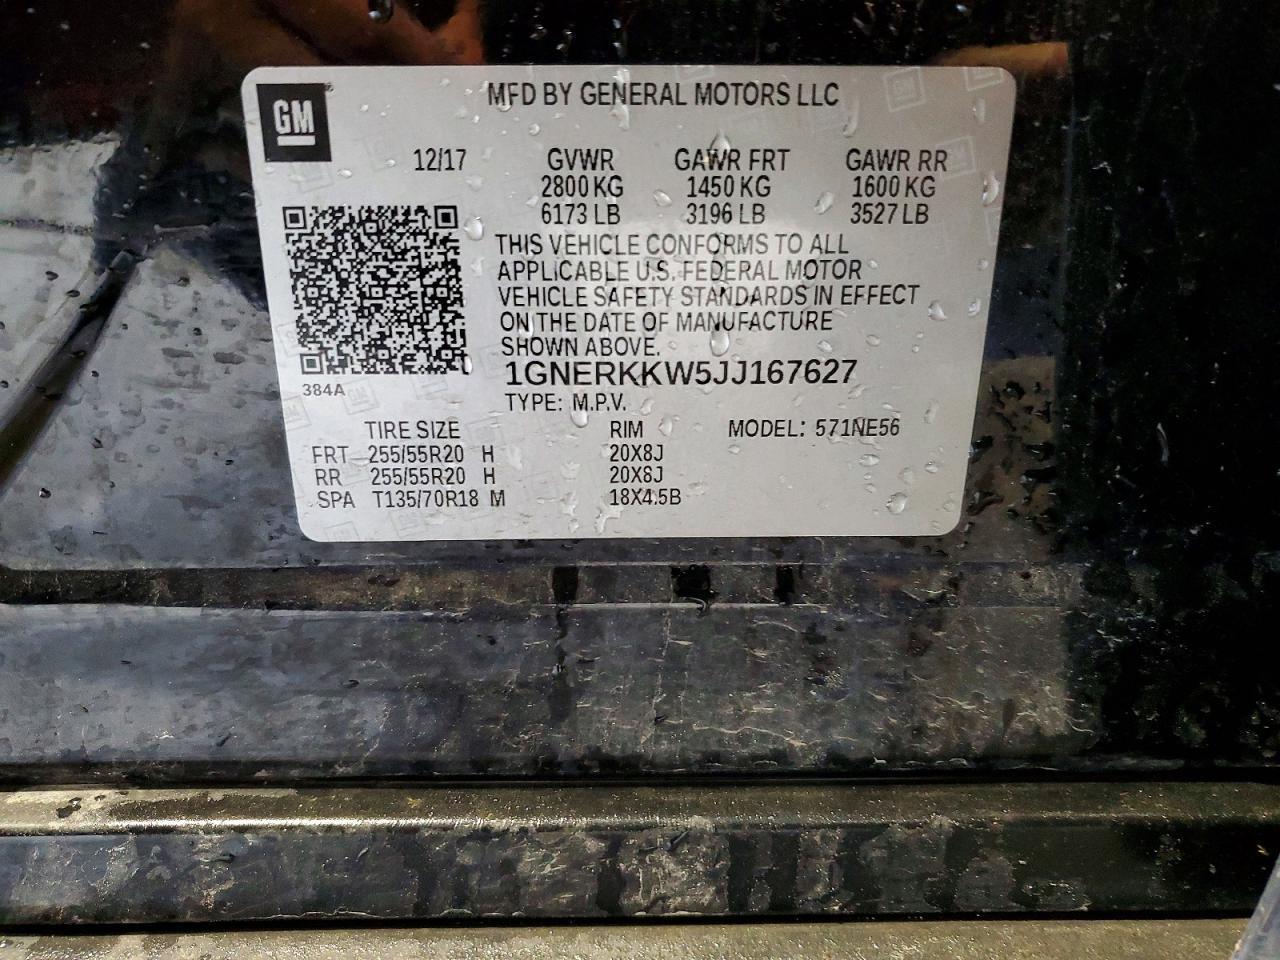 GM
MFD BY GENERAL MOTORS LLC
12/17 GVWR GAWR FRT GAWR RR
2800 KG 1450 KG 1600 KG
6173 LB 3196 LB 3527 LB
THIS VEHICLE CONFORMS TO ALL
APPLICABLE U.S. FEDERAL MOTOR
VEHICLE SAFETY STANDARDS IN EFFECT
ON THE DATE OF MANUFACTURE
SHOWN ABOVE.
384A
1GNERKKW5JJ167627
TYPE: M.P.V.
TIRE SIZE RIM MODEL: 571NE56
FRT 255/55R20 H 20X8J
RR 255/55R20 H 20X8J
SPA T135/70R18 M 18X4.5B